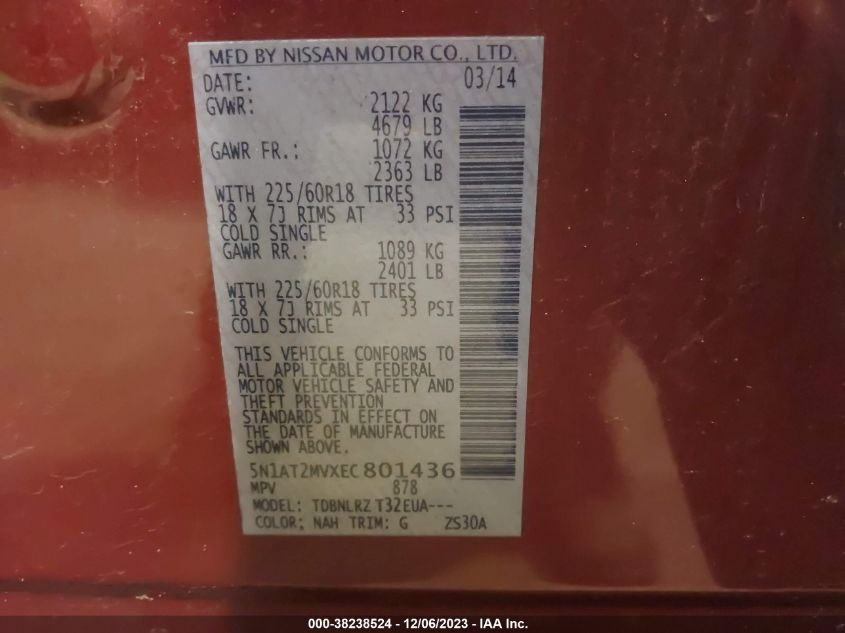 MFD BY NISSAN MOTOR CO., LTD.
DATE: 03/14
GVWR: 2122 KG
4679 LB
GAWR FR.: 1072 KG
2363 LB
WITH 225/60R18 TIRES
18 X 7J RIMS AT 33 PSI
COLD SINGLE
GAWR RR.: 1089 KG
2401 LB
WITH 225/60R18 TIRES
18 X 7J RIMS AT 33 PSI
COLD SINGLE
THIS VEHICLE CONFORMS TO
ALL APPLICABLE FEDERAL
MOTOR VEHICLE SAFETY AND
THEFT PREVENTION
STANDARDS IN EFFECT ON
THE DATE OF MANUFACTURE
SHOWN ABOVE.
5N1AT2MVXEC801436
MPV 878
MODEL: TDBNLRZ T32EUA---
COLOR; NAH TRIM: G ZS30A
000-38238524 - 12/06/2023 - IAA Inc.